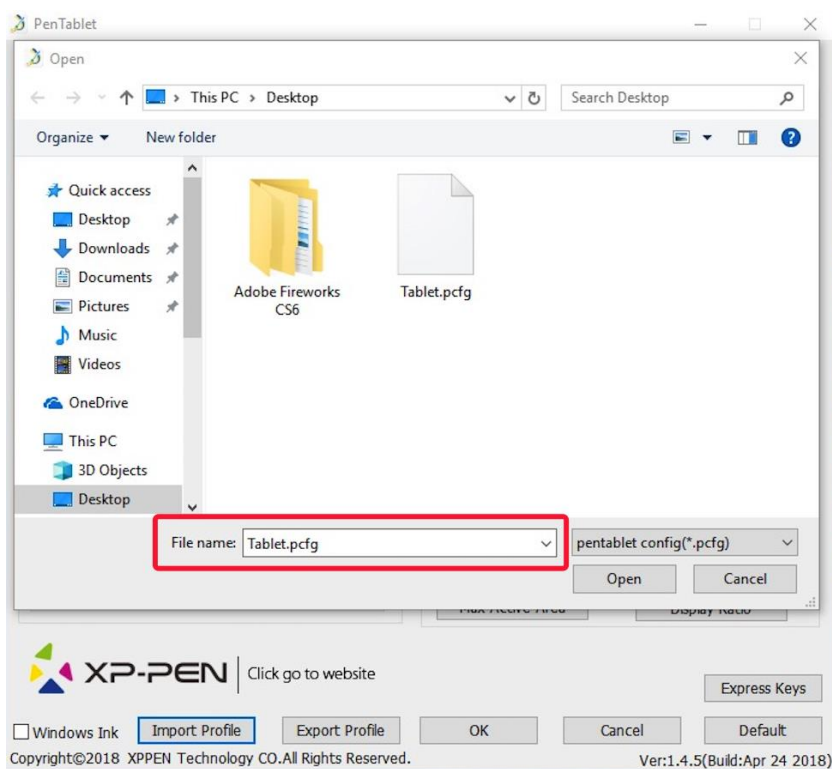 PenTablet
Open
This PC > Desktop
Search Desktop
Organize
New folder
Quick access
Desktop
Downloads
Documents
Pictures
Music
Videos
OneDrive
This PC
3D Objects
Desktop
Adobe Fireworks
CS6
Tablet.pcfg
File name: Tablet.pcfg
pentablet config(*.pcfg)
Open
Cancel
Max Active Area
Display Ratio
XP-PEN
Click go to website
Express Keys
Windows Ink
Import Profile
Export Profile
OK
Cancel
Default
Copyright©2018 XPPEN Technology CO.All Rights Reserved.
Ver:1.4.5(Build:Apr 24 2018)